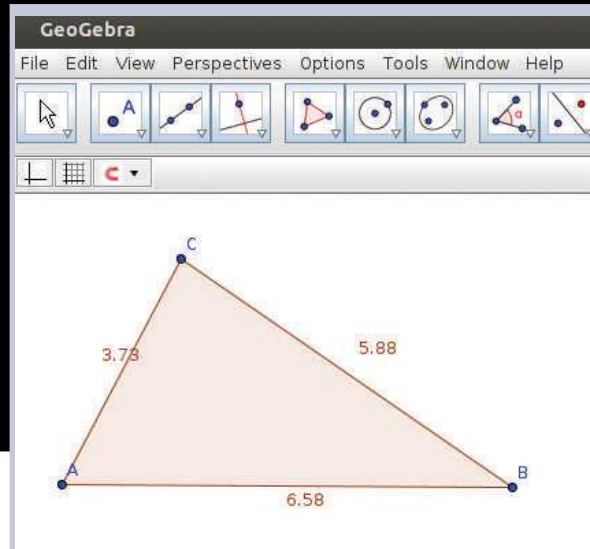 GeoGebra
File Edit View Perspectives Options Tools Window Help
A
α
C
3.73
5.88
A
B
6.58